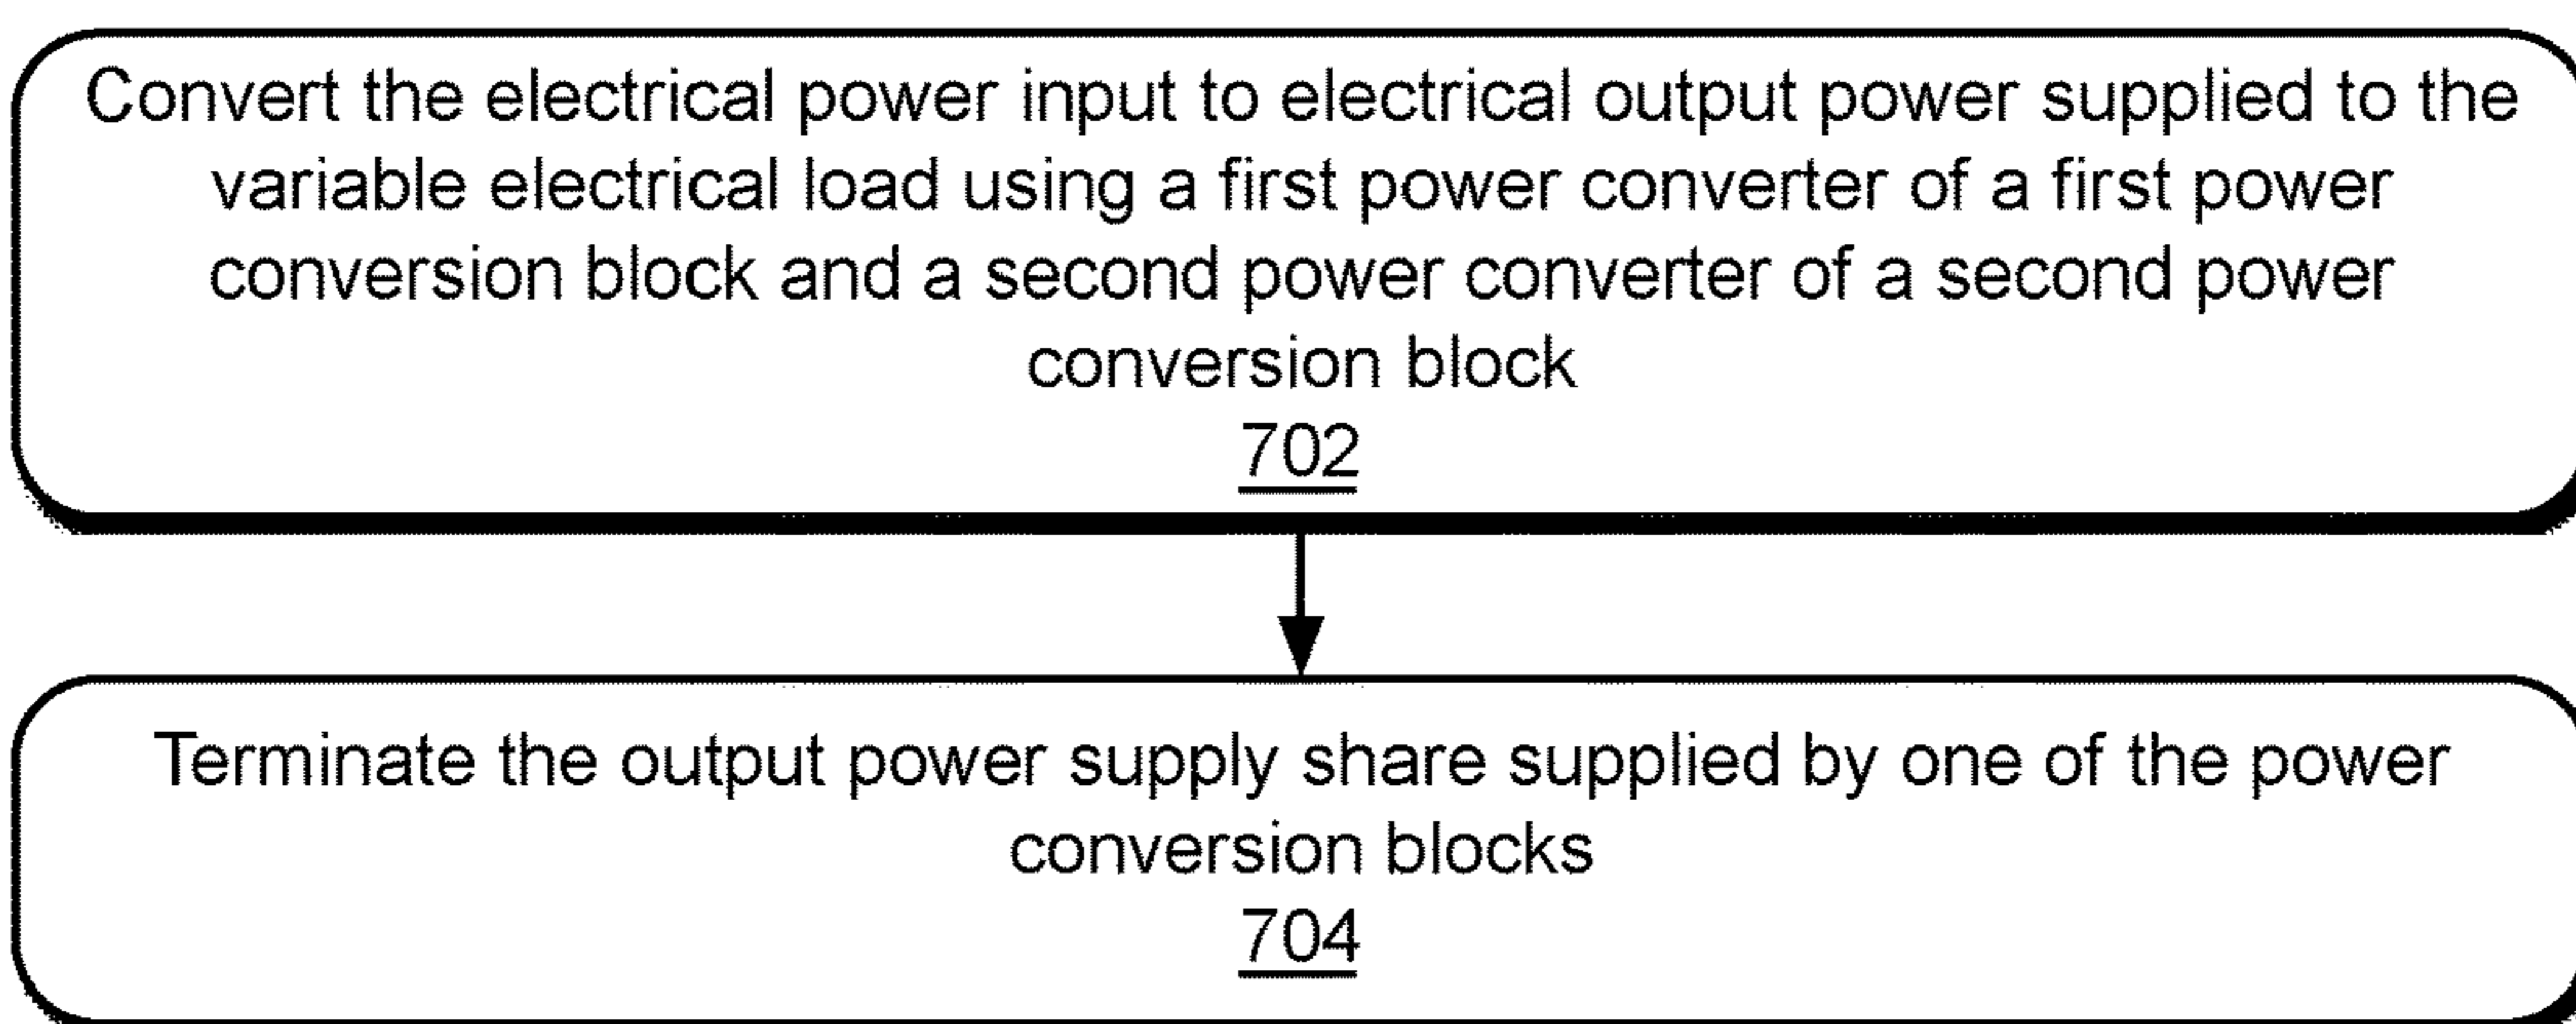 Convert the electrical power input to electrical output power supplied to the
variable electrical load using a first power converter of a first power
conversion block and a second power converter of a second power
conversion block
702
Terminate the output power supply share supplied by one of the power
conversion blocks
704